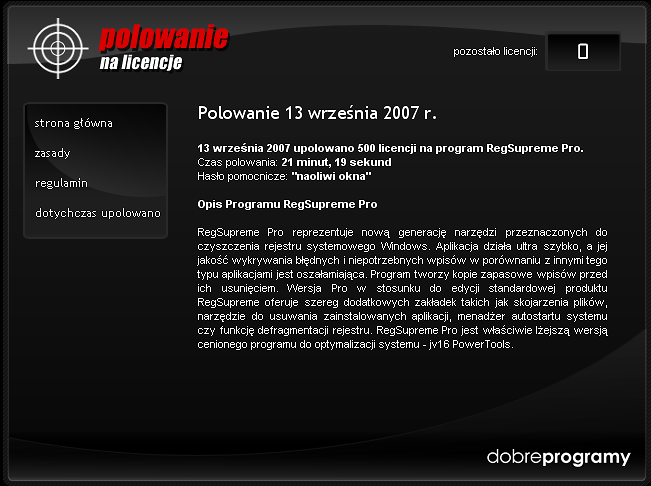 polowanie
na licencje
pozostało licencji:
0
strona główna
zasady
regulamin
dotychczas upolowano
Polowanie 13 września 2007 r.
13 września 2007 upolowano 500 licencji na program RegSupreme Pro.
Czas polowania: 21 minut, 19 sekund
Hasło pomocnicze: "naoliwi okna"
Opis Programu RegSupreme Pro
RegSupreme Pro reprezentuje nową generację narzędzi przeznaczonych do
czyszczenia rejestru systemowego Windows. Aplikacja działa ultra szybko, a jej
jakość wykrywania błędnych i niepotrzebnych wpisów w porównaniu z innymi tego
typu aplikacjami jest oszałamiająca. Program tworzy kopie zapasowe wpisów przed
ich usunięciem. Wersja Pro w stosunku do edycji standardowej produktu
RegSupreme oferuje szereg dodatkowych zakładek takich jak skojarzenia plików,
narzędzie do usuwania zainstalowanych aplikacji, menadżer autostartu systemu
czy funkcję defragmentacji rejestru. RegSupreme Pro jest właściwie lżejszą wersją
cenionego programu do optymalizacji systemu - jv16 PowerTools.
dobreprogramy